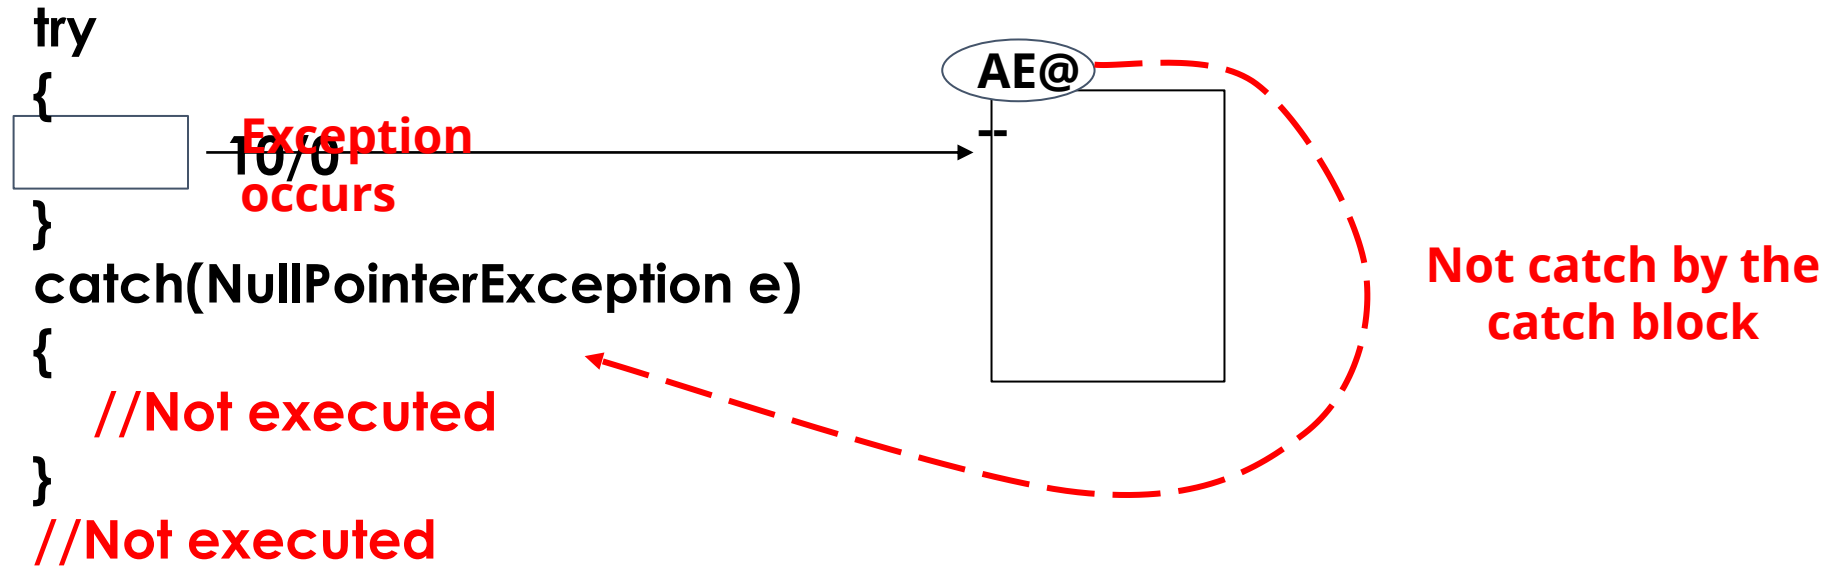 try
{
10/0
Exception
occurs
}
catch(NullPointerException e)
{
//Not executed
}
//Not executed
AE@
--
Not catch by the
catch block